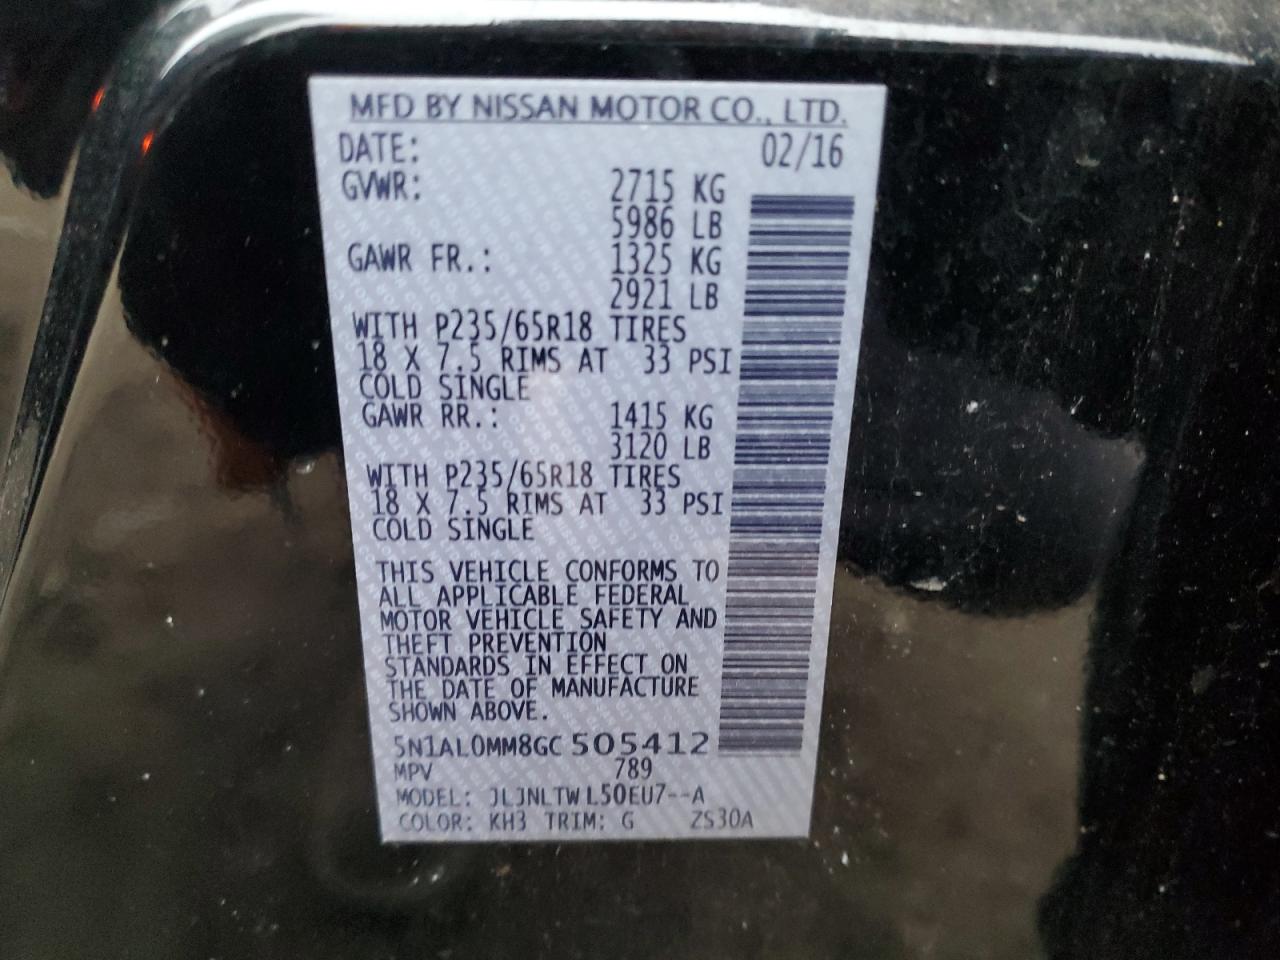 MFD BY NISSAN MOTOR CO., LTD.
DATE: 02/16
GVWR: 2715 KG
5986 LB
GAWR FR.: 1325 KG
2921 LB
WITH P235/65R18 TIRES
18 X 7.5 RIMS AT 33 PSI
COLD SINGLE
GAWR RR.: 1415 KG
3120 LB
WITH P235/65R18 TIRES
18 X 7.5 RIMS AT 33 PSI
COLD SINGLE
THIS VEHICLE CONFORMS TO
ALL APPLICABLE FEDERAL
MOTOR VEHICLE SAFETY AND
THEFT PREVENTION
STANDARDS IN EFFECT ON
THE DATE OF MANUFACTURE
SHOWN ABOVE.
5N1AL0MM8GC 505412
MPV 789
MODEL: JLJNLTW L50EU7--A
COLOR: KH3 TRIM: G ZS30A